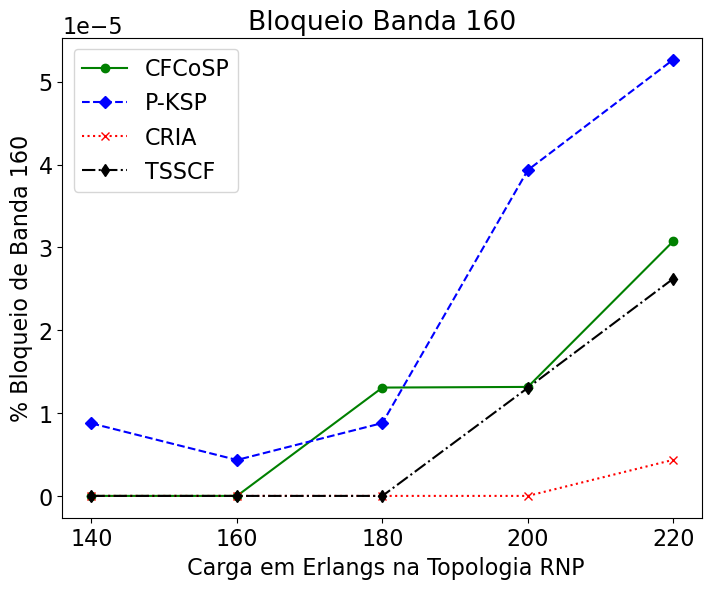 Bloqueio Banda 160
1e−5
CFCoSP
P-KSP
CRIA
TSSCF
% Bloqueio de Banda 160
5
4
3
2
1
0
140 160 180 200 220
Carga em Erlangs na Topologia RNP